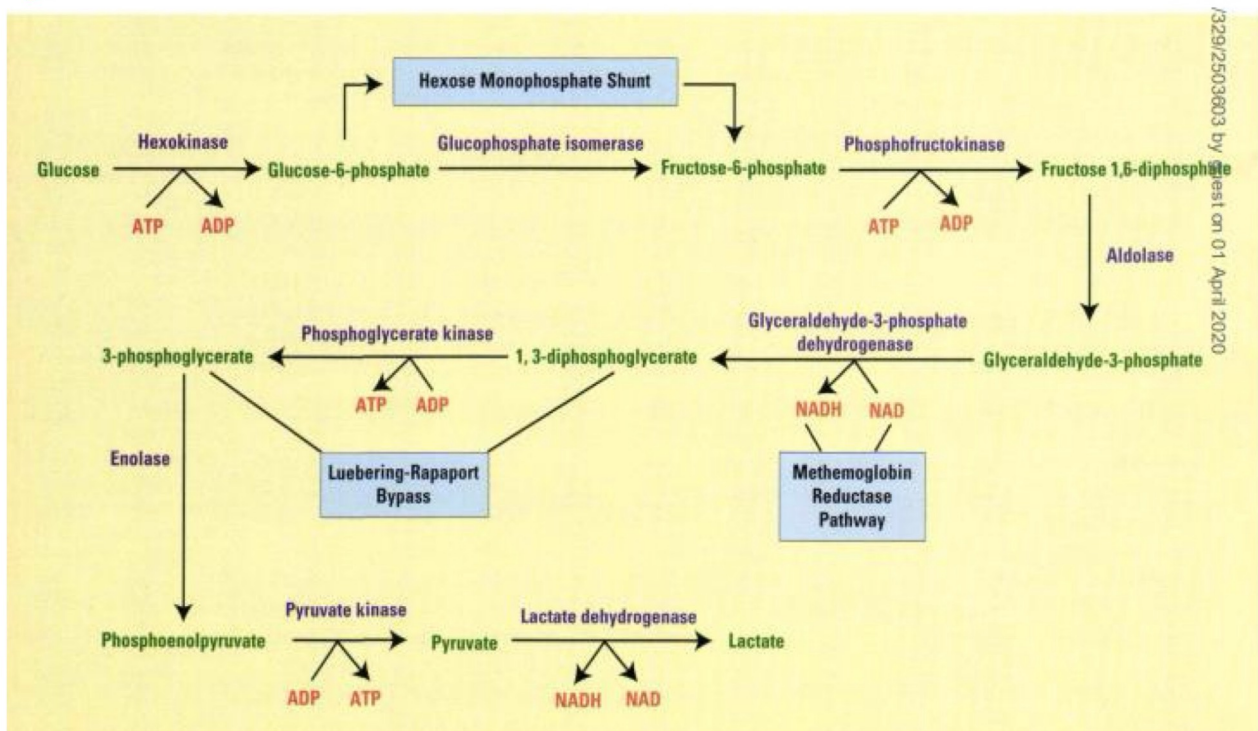 Hexose Monophosphate Shunt
Hexokinase
Glucophosphate isomerase
Phosphofructokinase
Glucose
Glucose-6-phosphate
Fructose-6-phosphate
Fructose 1,6-diphosphate
ATP
ADP
ATP
ADP
Aldolase
Glyceraldehyde-3-phosphate
dehydrogenase
Phosphoglycerate kinase
3-phosphoglycerate
1, 3-diphosphoglycerate
Glyceraldehyde-3-phosphate
ATP
ADP
NADH
NAD
Enolase
Luebering-Rapaport
Bypass
Methemoglobin
Reductase
Pathway
Pyruvate kinase
Lactate dehydrogenase
Phosphoenolpyruvate
Pyruvate
Lactate
ADP
ATP
NADH
NAD
/329/2503603 by guest on 01 April 2020